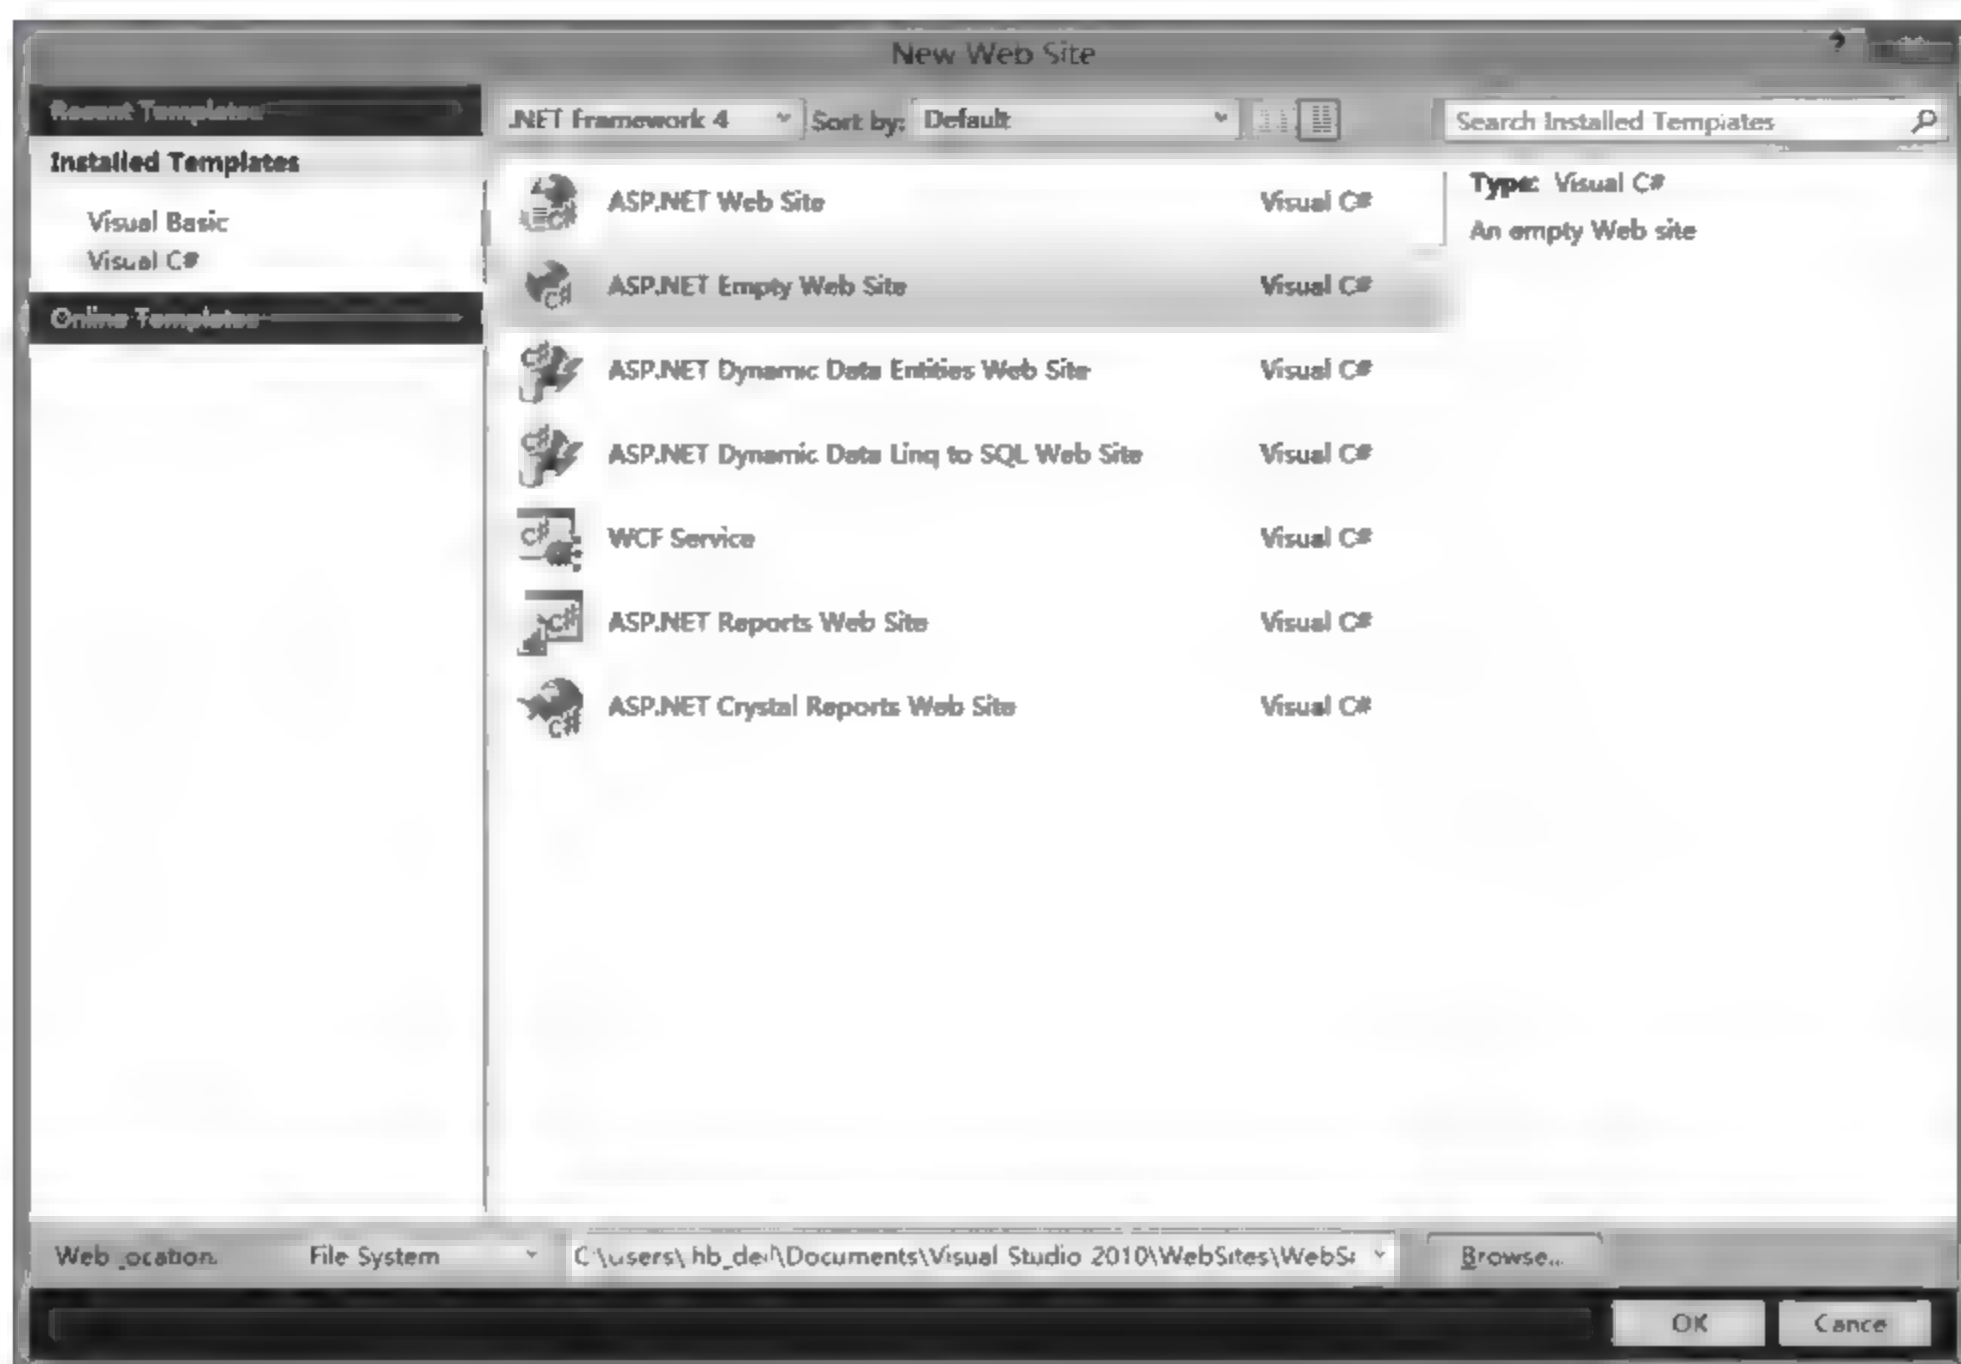 New Web Site
?
Recent Templates
.NET Framework 4 Sort by: Default
Search Installed Templates
Installed Templates
Visual Basic
Visual C#
Online Templates
ASP.NET Web Site Visual C#
ASP.NET Empty Web Site Visual C#
ASP.NET Dynamic Data Entities Web Site Visual C#
ASP.NET Dynamic Data Linq to SQL Web Site Visual C#
WCF Service Visual C#
ASP.NET Reports Web Site Visual C#
ASP.NET Crystal Reports Web Site Visual C#
Type: Visual C#
An empty Web site
Web location: File System
Visual Studio 2010\WebSites\WebSi
Browse...
OK
Cancel